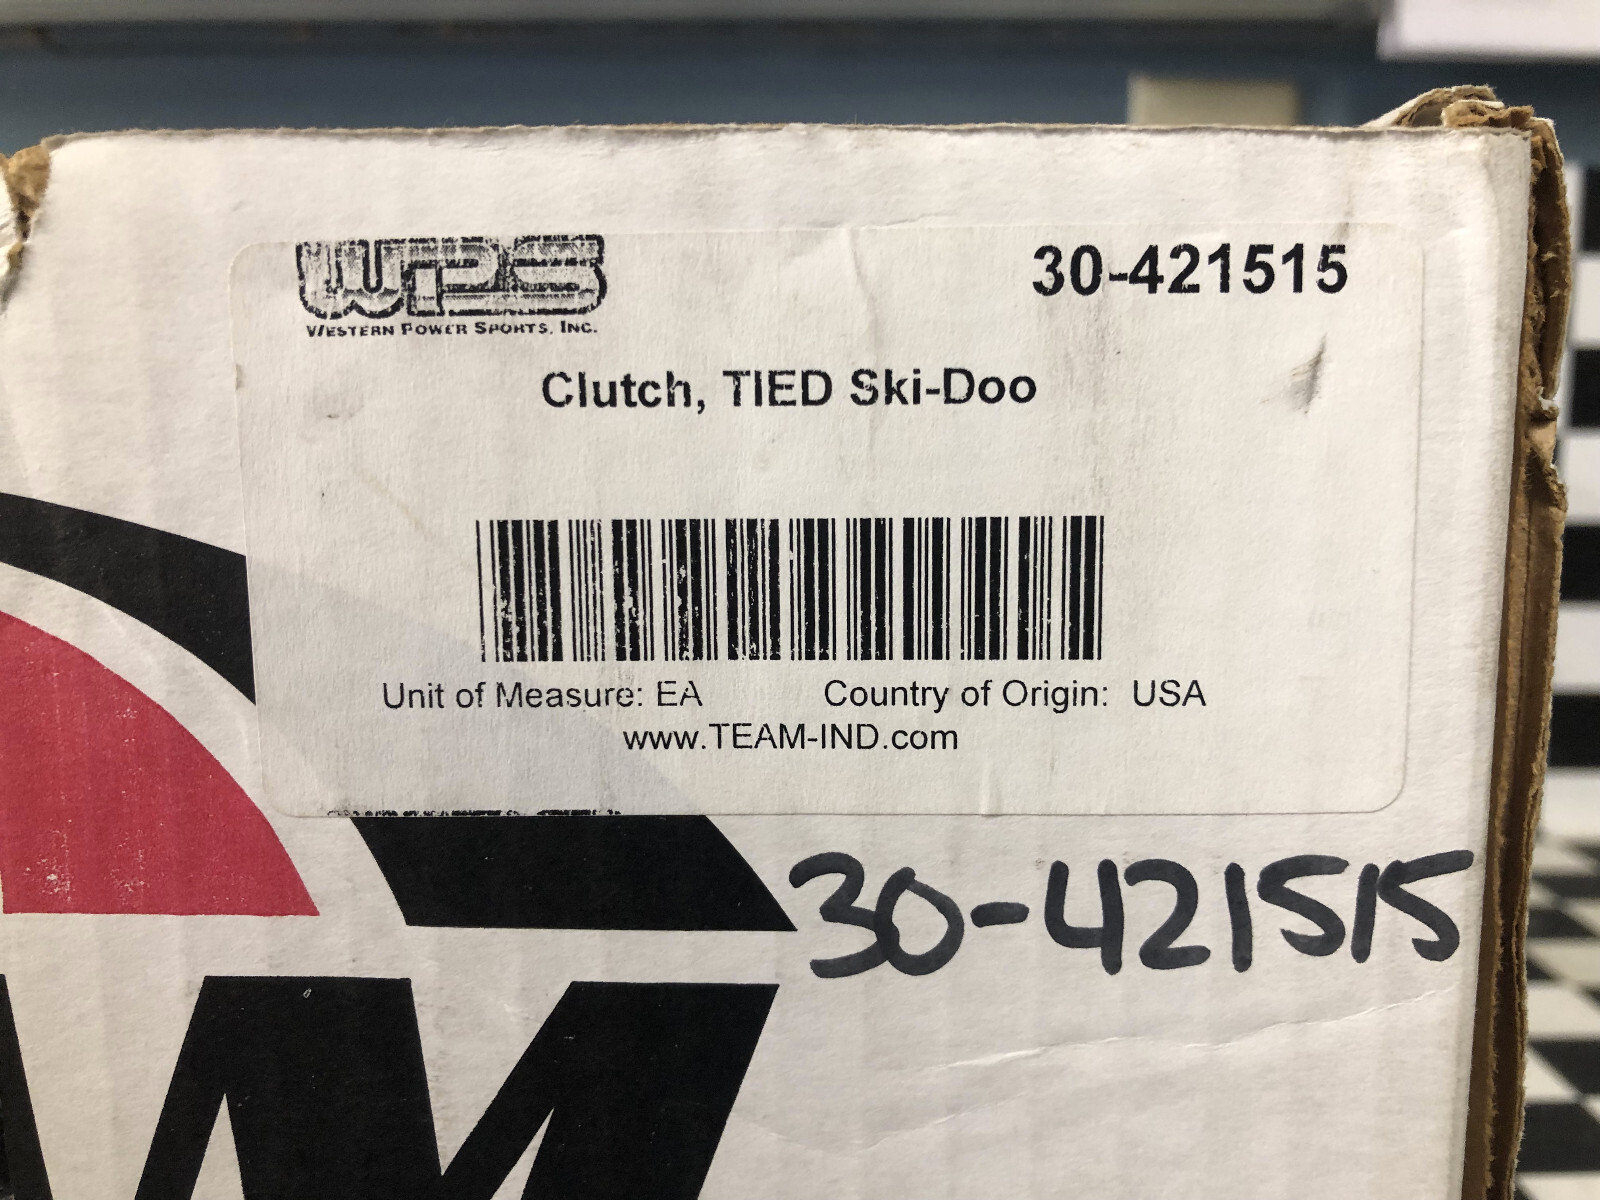 WPS
30-421515
WESTERN POWER SPORTS, INC.
Clutch, TIED Ski-Doo
Unit of Measure: EA Country of Origin: USA
www.TEAM-IND.com
30-421515